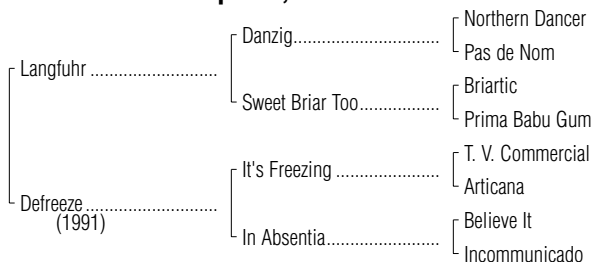 Northern Dancer
Danzig
Pas de Nom
Langfuhr
Briartic
Sweet Briar Too
Prima Babu Gum
T. V. Commercial
It's Freezing
Articana
Defreeze
(1991)
Believe It
In Absentia
Incommunicado